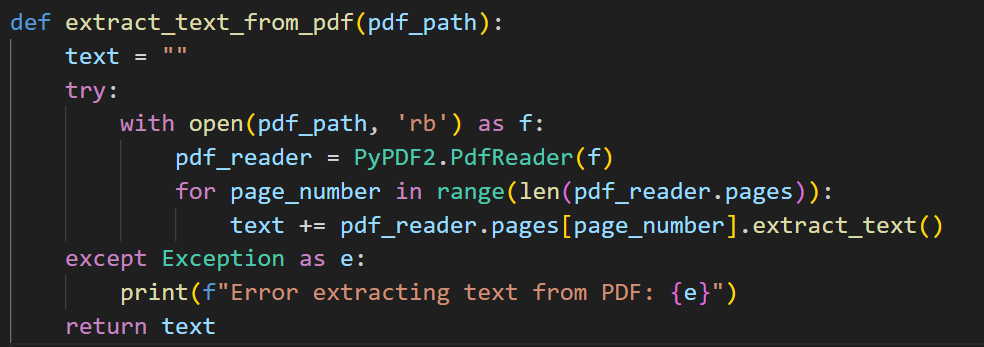 def extract_text_from_pdf(pdf_path):
    text = ""
    try:
        with open(pdf_path, 'rb') as f:
            pdf_reader = PyPDF2.PdfReader(f)
            for page_number in range(len(pdf_reader.pages)):
                text += pdf_reader.pages[page_number].extract_text()
    except Exception as e:
        print(f"Error extracting text from PDF: {e}")
    return text